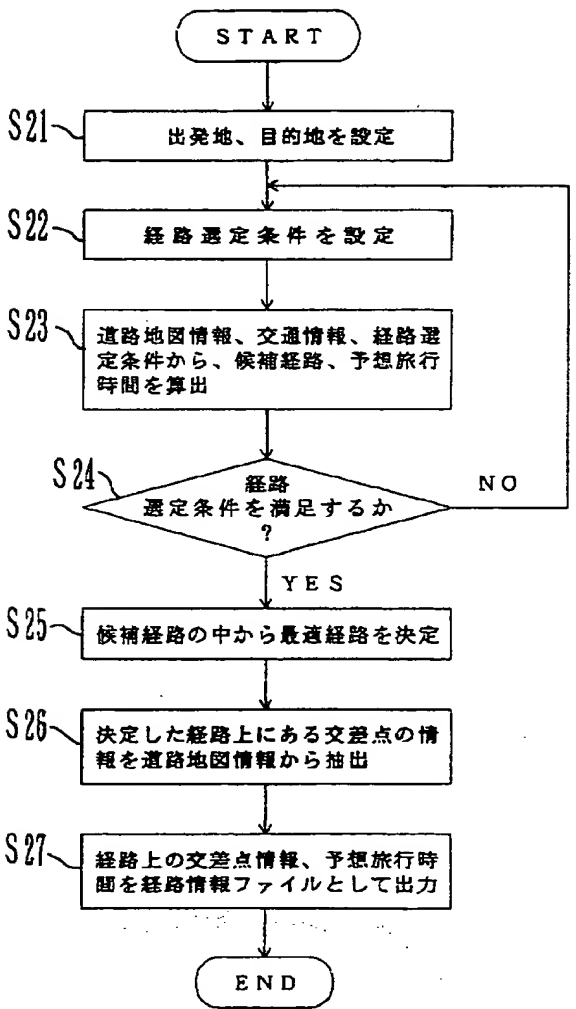 START
S21
出発地、目的地を設定
S22
経路選定条件を設定
S23
道路地図情報、交通情報、経路選
定条件から、候補経路、予想旅行
時間を算出
S24
経路
選定条件を満足するか
?
NO
YES
S25
候補経路の中から最適経路を決定
S26
決定した経路上にある交差点の情
報を道路地図情報から抽出
S27
経路上の交差点情報、予想旅行時
間を経路情報ファイルとして出力
END